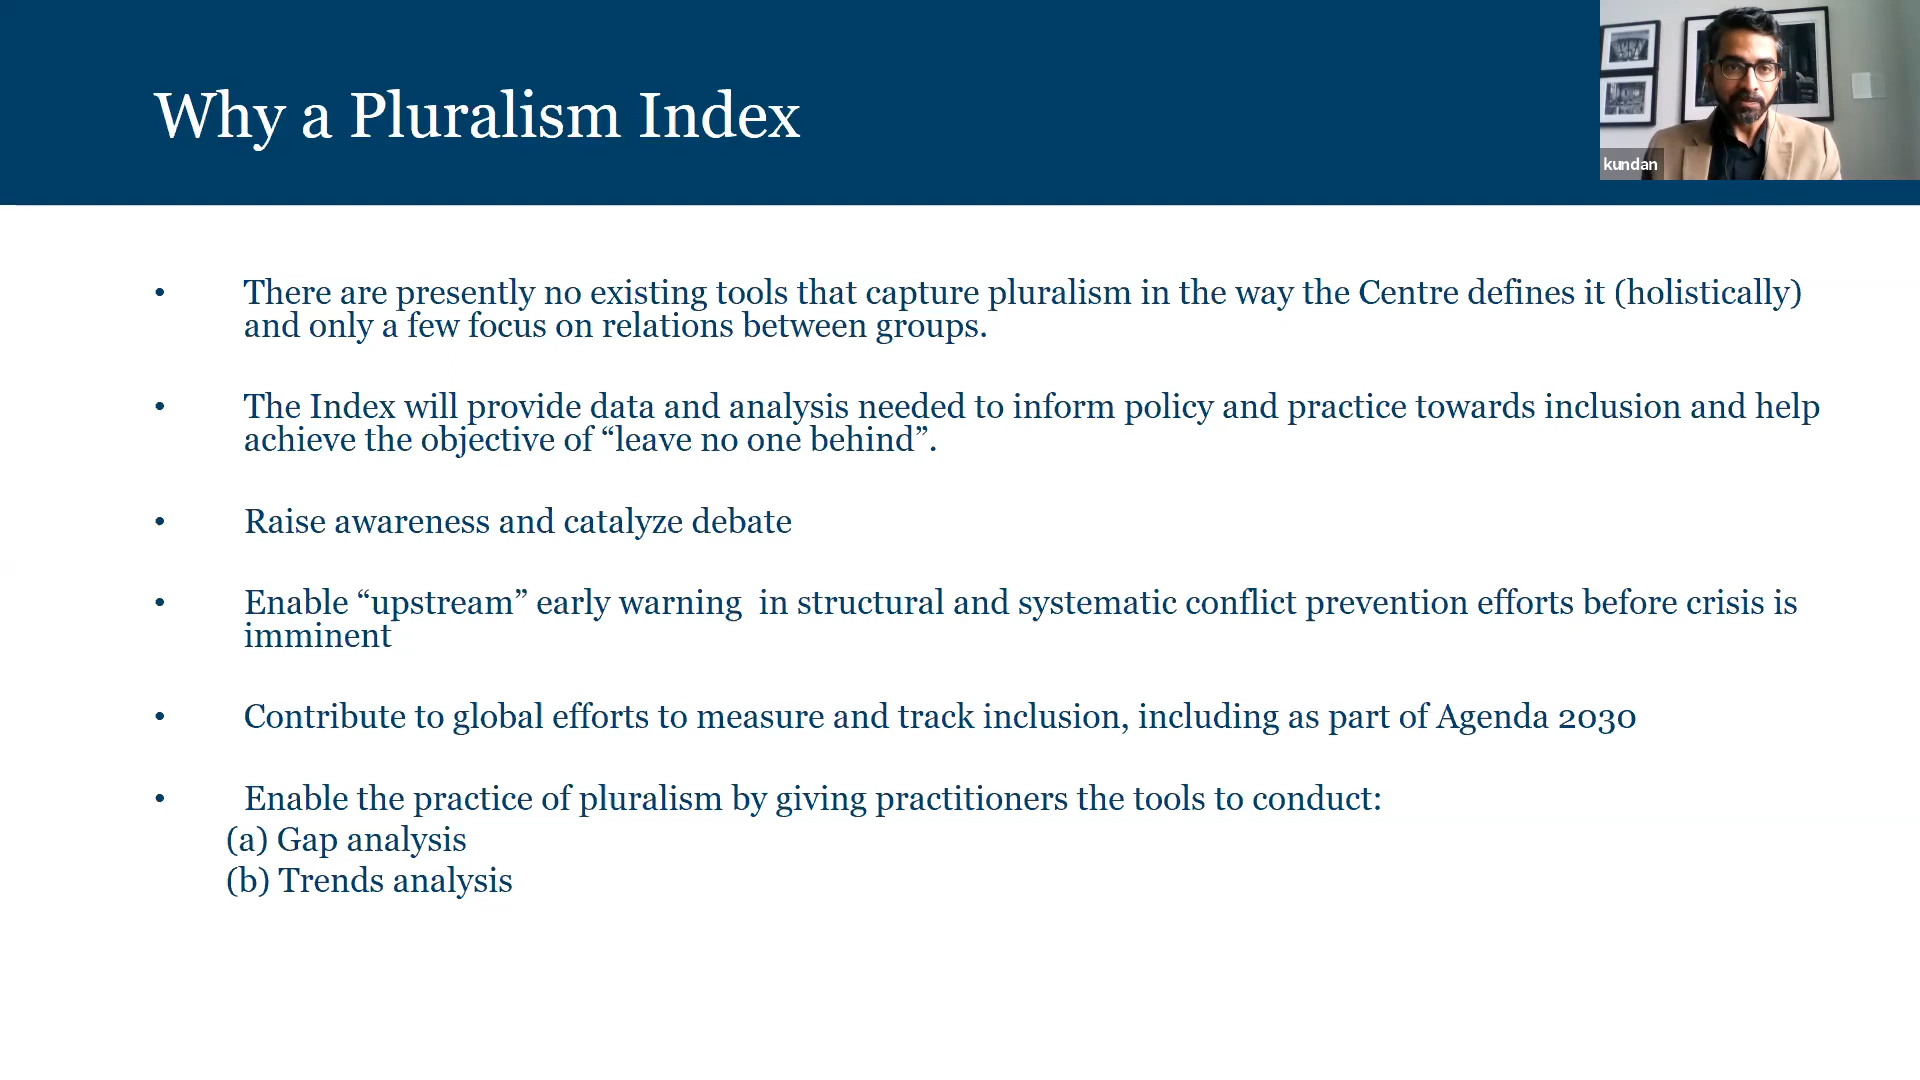 Why a Pluralism Index
kundan
• There are presently no existing tools that capture pluralism in the way the Centre defines it (holistically)
and only a few focus on relations between groups.
• The Index will provide data and analysis needed to inform policy and practice towards inclusion and help
achieve the objective of “leave no one behind”.
• Raise awareness and catalyze debate
• Enable “upstream” early warning  in structural and systematic conflict prevention efforts before crisis is
imminent
• Contribute to global efforts to measure and track inclusion, including as part of Agenda 2030
• Enable the practice of pluralism by giving practitioners the tools to conduct:
(a) Gap analysis
(b) Trends analysis